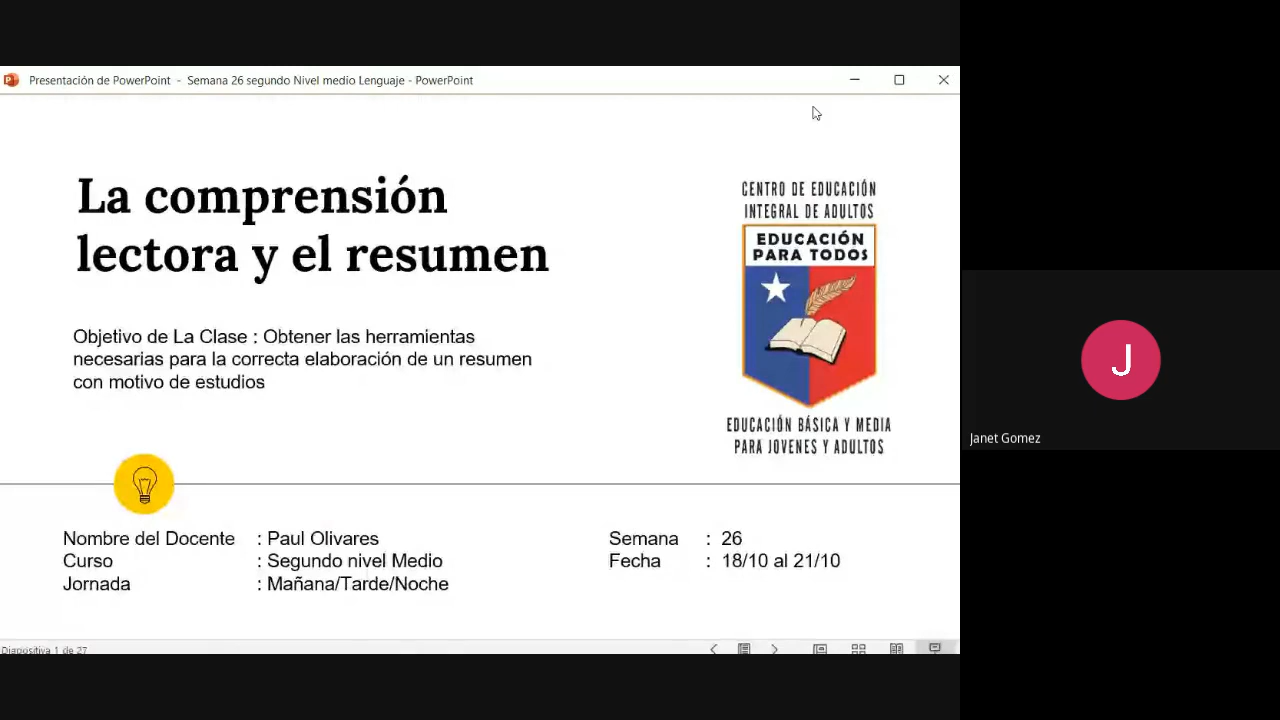 Presentación de PowerPoint - Semana 26 segundo Nivel medio Lenguaje - PowerPoint
La comprensión
lectora y el resumen
Objetivo de La Clase : Obtener las herramientas
necesarias para la correcta elaboración de un resumen
con motivo de estudios
CENTRO DE EDUCACIÓN
INTEGRAL DE ADULTOS
EDUCACIÓN
PARA TODOS
EDUCACIÓN BÁSICA Y MEDIA
PARA JOVENES Y ADULTOS
Nombre del Docente : Paul Olivares
Curso : Segundo nivel Medio
Jornada : Mañana/Tarde/Noche
Semana : 26
Fecha : 18/10 al 21/10
Diapositiva 1 de 27
J
Janet Gomez